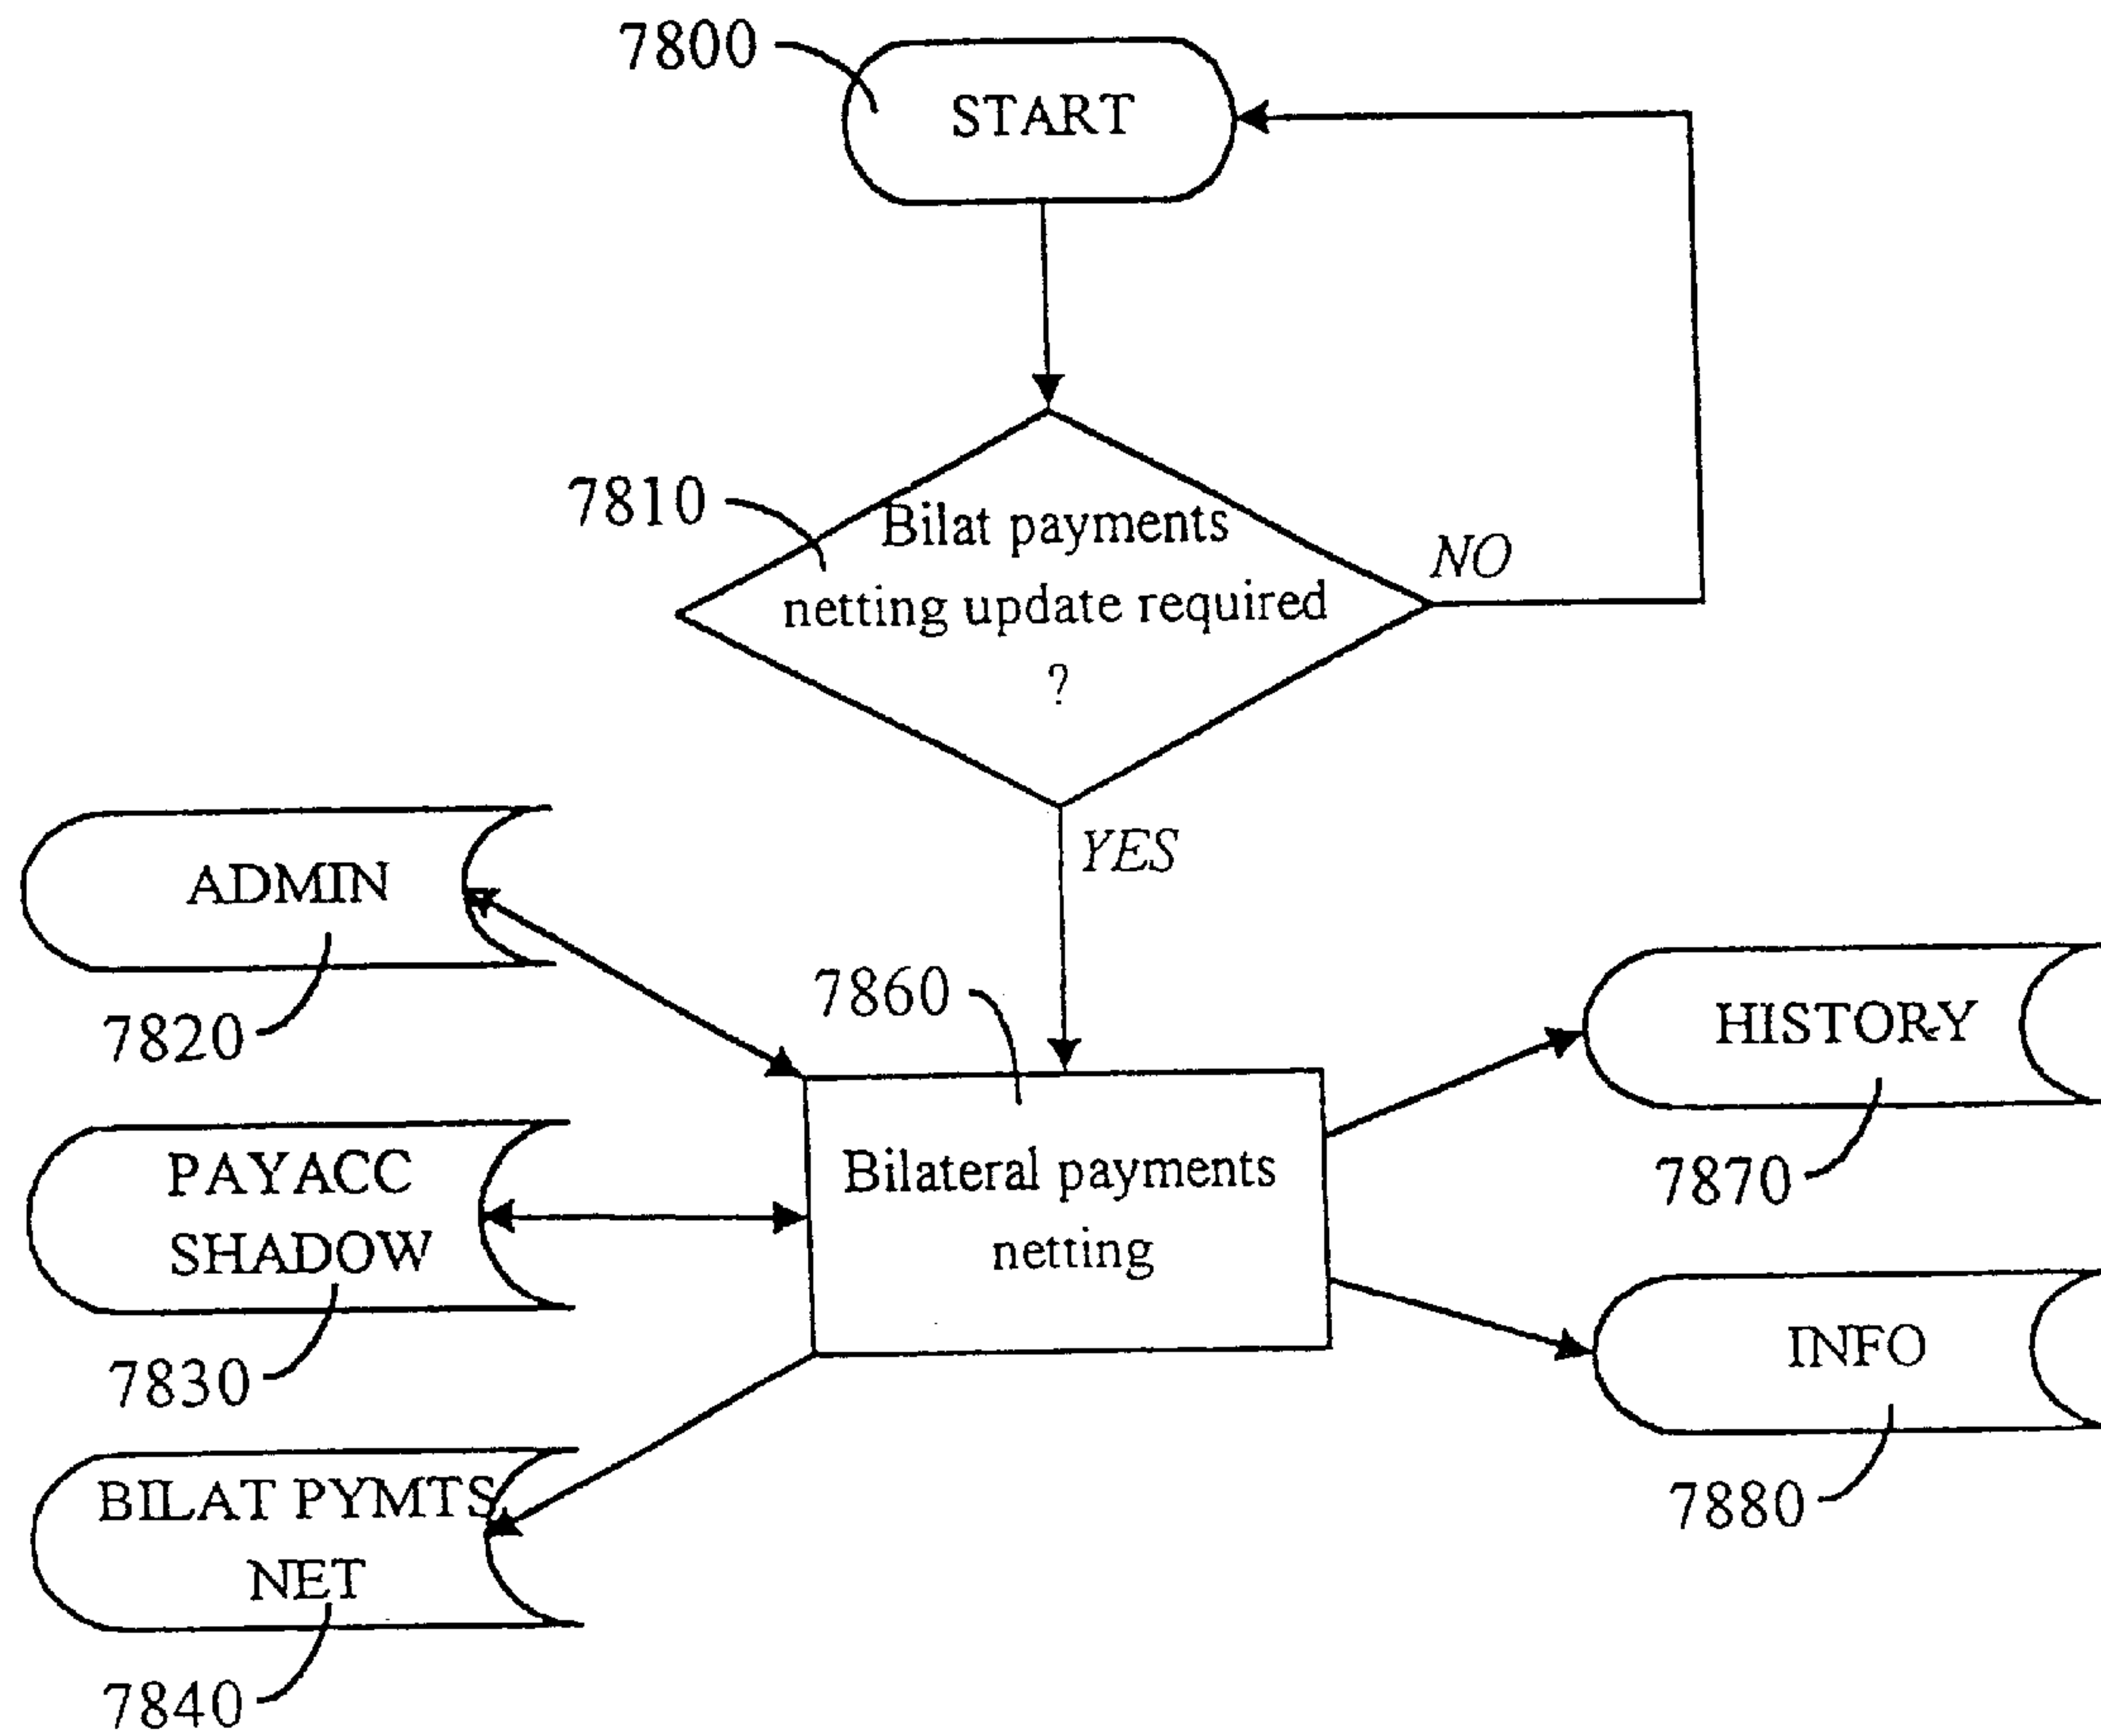 7800
START
7810
Bilat payments
netting update required
?
NO
YES
ADMIN
7820
7860
HISTORY
7870
PAYACC
SHADOW
7830
Bilateral payments
netting
INFO
7880
BILAT PYMTS
NET
7840